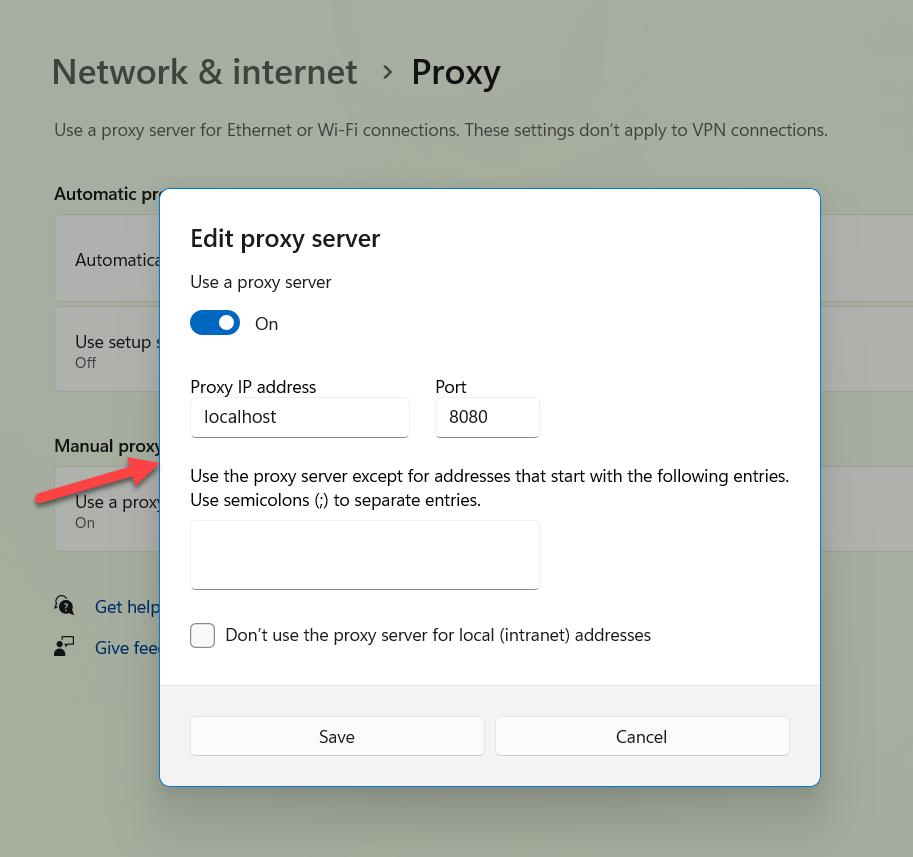 Network & internet > Proxy
Use a proxy server for Ethernet or Wi-Fi connections. These settings don't apply to VPN connections.
Automatic pr
Edit proxy server
Automatica
Use a proxy server
On
Use setup s
Off
Proxy IP address Port
localhost 8080
Manual proxy
Use the proxy server except for addresses that start with the following entries.
Use semicolons (;) to separate entries.
Use a proxy
On
Get help
Don't use the proxy server for local (intranet) addresses
Give fee
Save Cancel